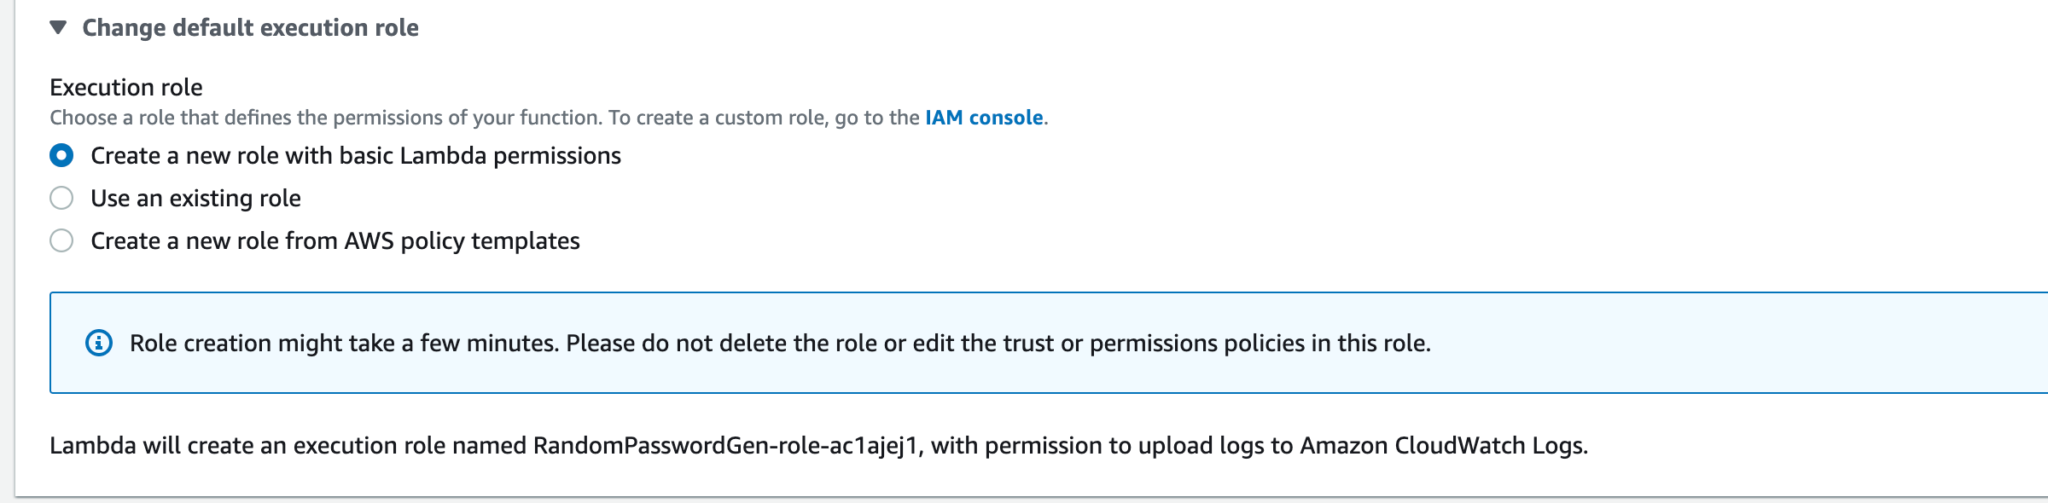 Change default execution role
Execution role
Choose a role that defines the permissions of your function. To create a custom role, go to the IAM console.
Create a new role with basic Lambda permissions
Use an existing role
Create a new role from AWS policy templates
Role creation might take a few minutes. Please do not delete the role or edit the trust or permissions policies in this role.
Lambda will create an execution role named RandomPasswordGen-role-ac1ajej1, with permission to upload logs to Amazon CloudWatch Logs.